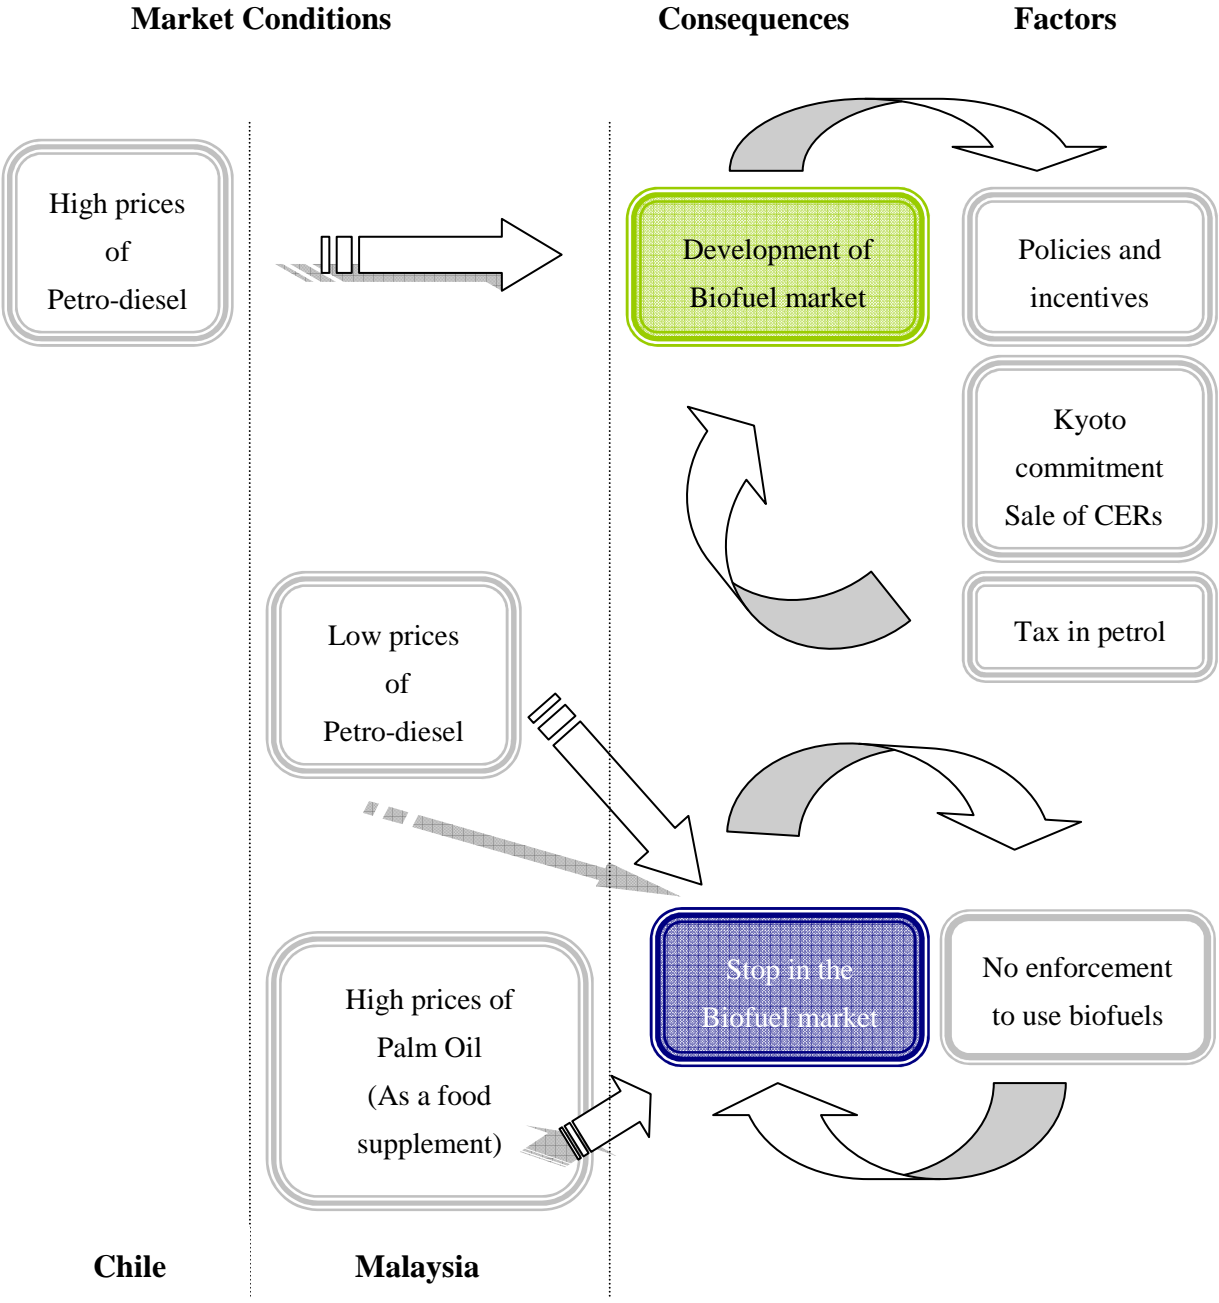 Market Conditions
Consequences
Factors
High prices
of
Petro-diesel
Development of
Biofuel market
Policies and
incentives
Kyoto
commitment
Sale of CERs
Tax in petrol
Low prices
of
Petro-diesel
High prices of
Palm Oil
(As a food
supplement)
Stop in the
Biofuel market
No enforcement
to use biofuels
Chile
Malaysia